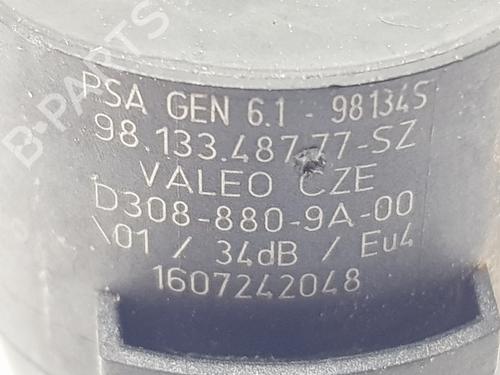 B-PARTS
PSA GEN 6.1 - 98134S
98.133.487.77-SZ
VALEO CZE
D308-880-9A-00
\01 / 34dB / Eu4
1607242048